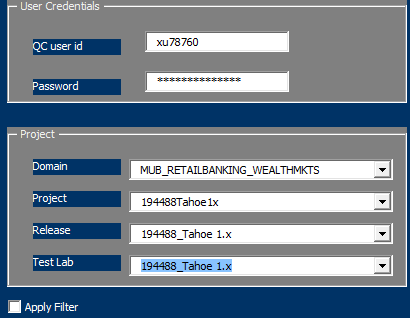 User Credentials
QC user id xu78760
Password **************
Project
Domain MUB_RETAILBANKING_WEALTHMKTS
Project 194488Tahoe1x
Release 194488_Tahoe 1.x
Test Lab 194488_Tahoe 1.x
Apply Filter